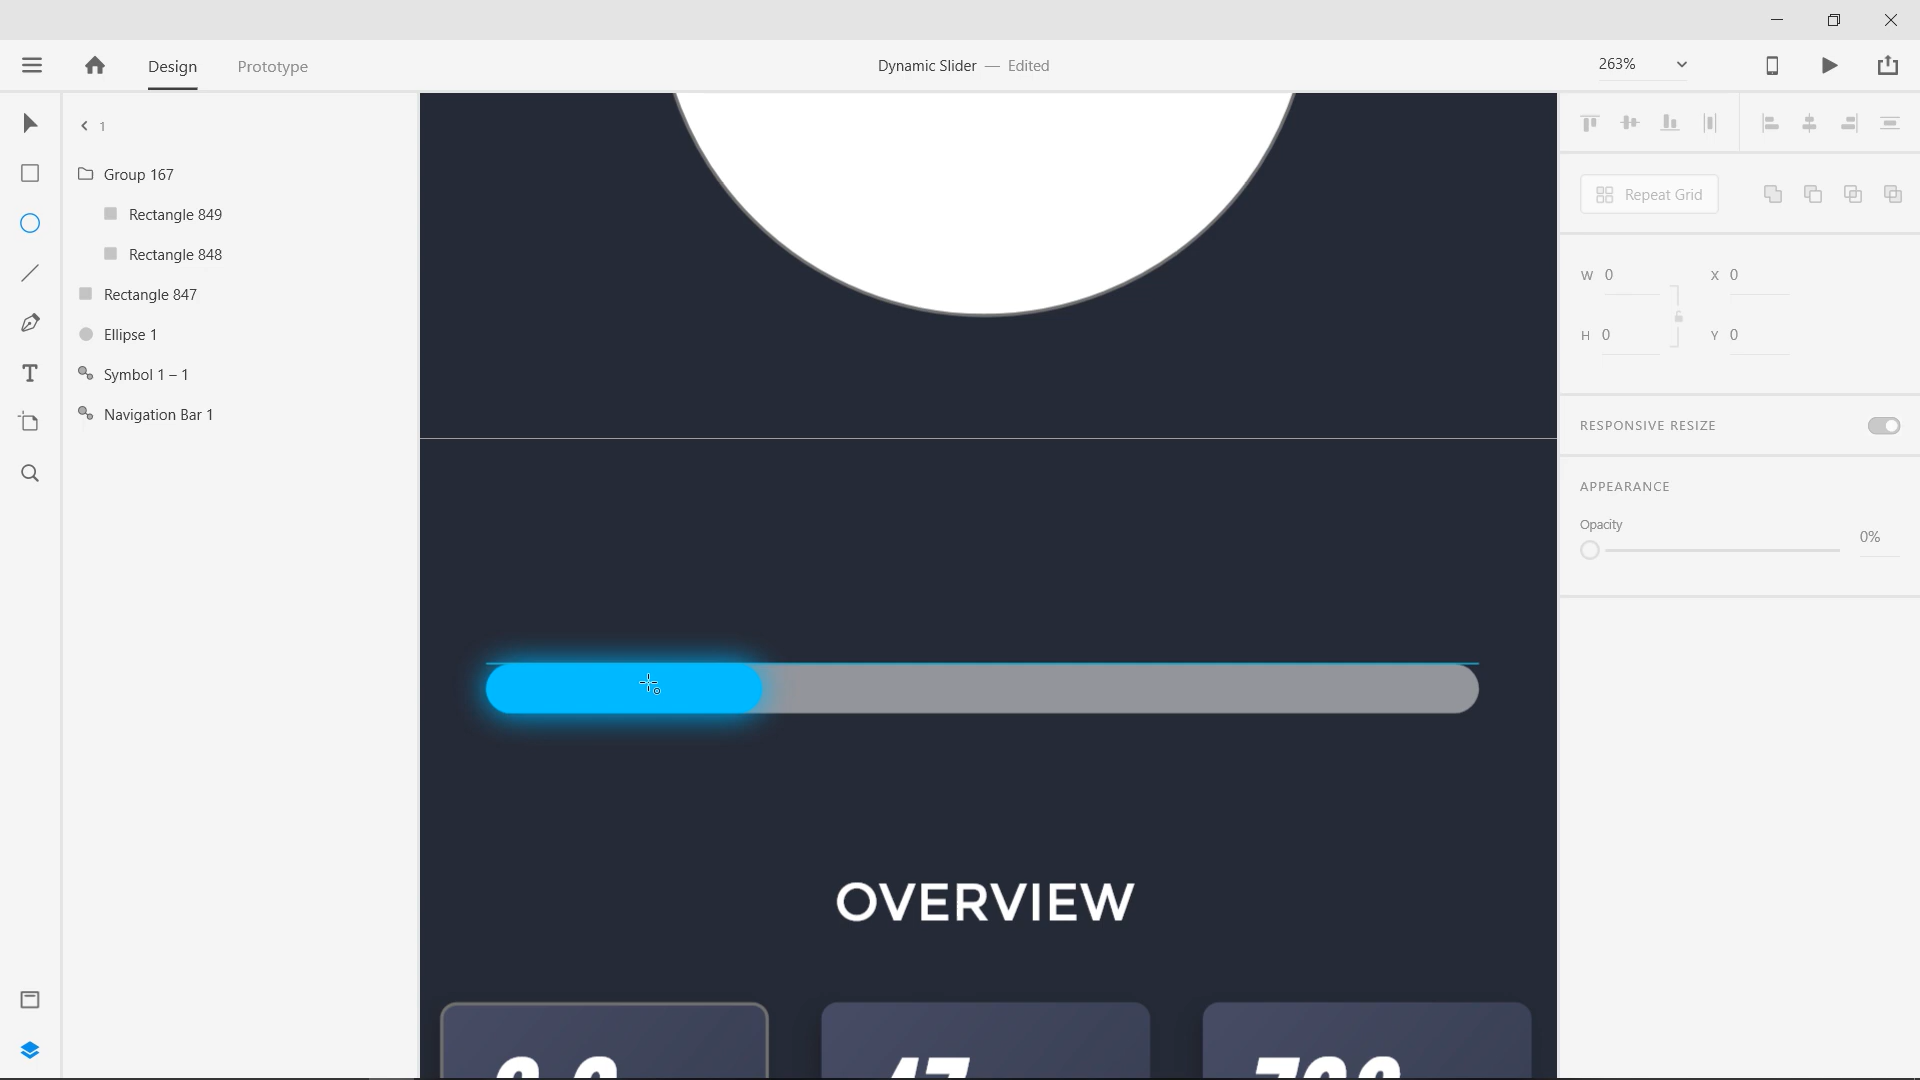 Design
Prototype
Dynamic Slider — Edited
263%
1
Group 167
Rectangle 849
Rectangle 848
Rectangle 847
Ellipse 1
Symbol 1 – 1
Navigation Bar 1
Repeat Grid
W 0
X 0
H 0
Y 0
RESPONSIVE RESIZE
APPEARANCE
Opacity
0%
OVERVIEW